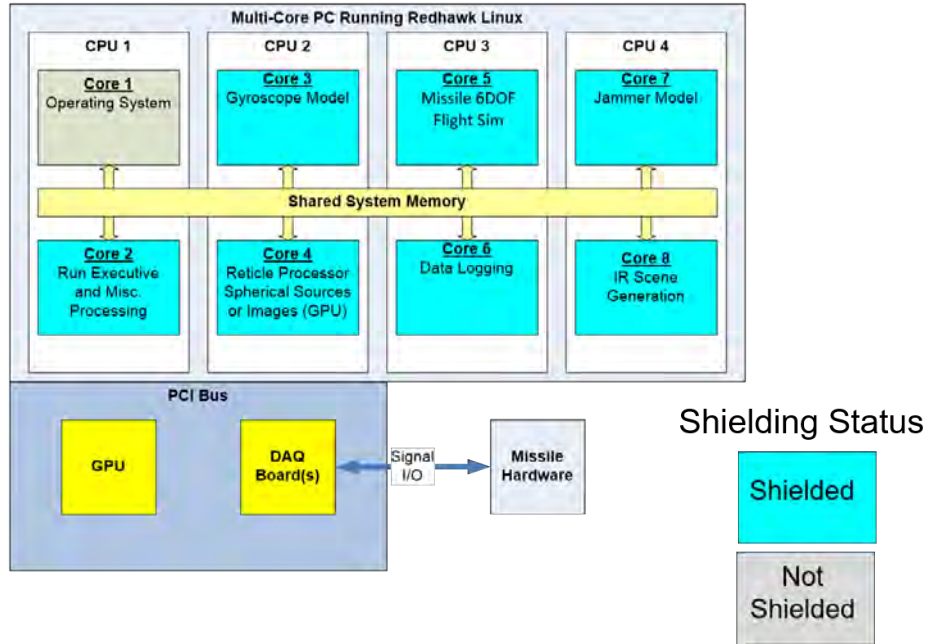 Multi-Core PC Running Redhawk Linux
CPU 1
CPU 2
CPU 3
CPU 4
Core 1
Operating System
Core 3
Gyroscope Model
Core 5
Missile 6DOF
Flight Sim
Core 7
Jammer Model
Shared System Memory
Core 2
Run Executive
and Misc.
Processing
Core 4
Reticle Processor
Spherical Sources
or Images (GPU)
Core 6
Data Logging
Core 8
IR Scene
Generation
PCI Bus
GPU
DAQ
Board(s)
Signal
I/O
Missile
Hardware
Shielding Status
Shielded
Not
Shielded